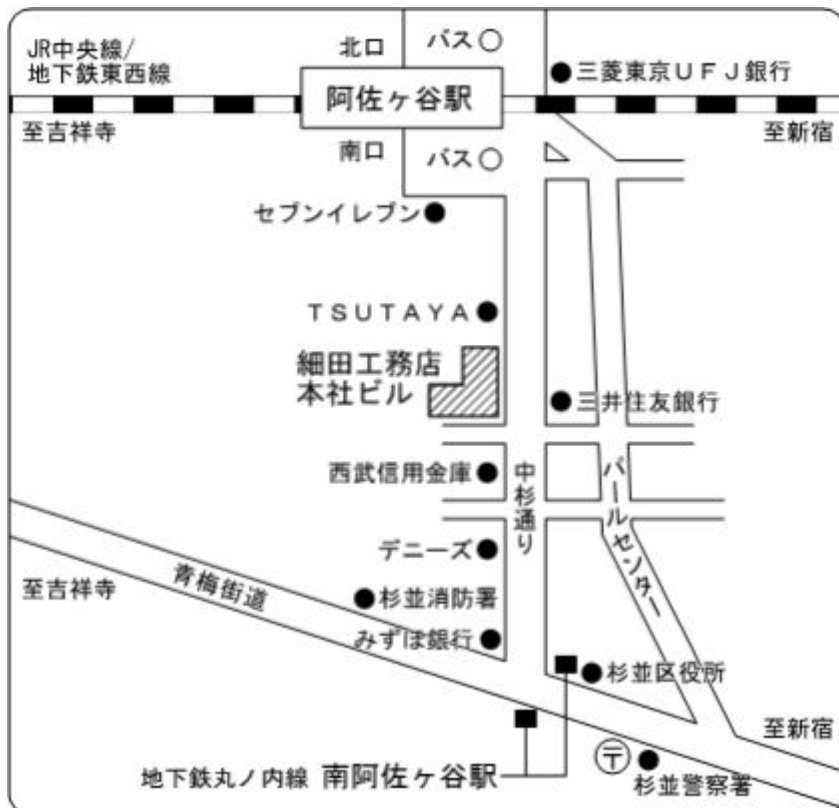 JR中央線/
地下鉄東西線
北口
バス
三菱東京ＵＦＪ銀行
阿佐ヶ谷駅
至吉祥寺
至新宿
南口
バス
セブンイレブン
ＴＳＵＴＡＹＡ
細田工務店
本社ビル
三井住友銀行
西武信用金庫
中杉通り
パールセンター
デニーズ
青梅街道
至吉祥寺
杉並消防署
みずほ銀行
杉並区役所
至新宿
地下鉄丸ノ内線 南阿佐ヶ谷駅
〒
杉並警察署